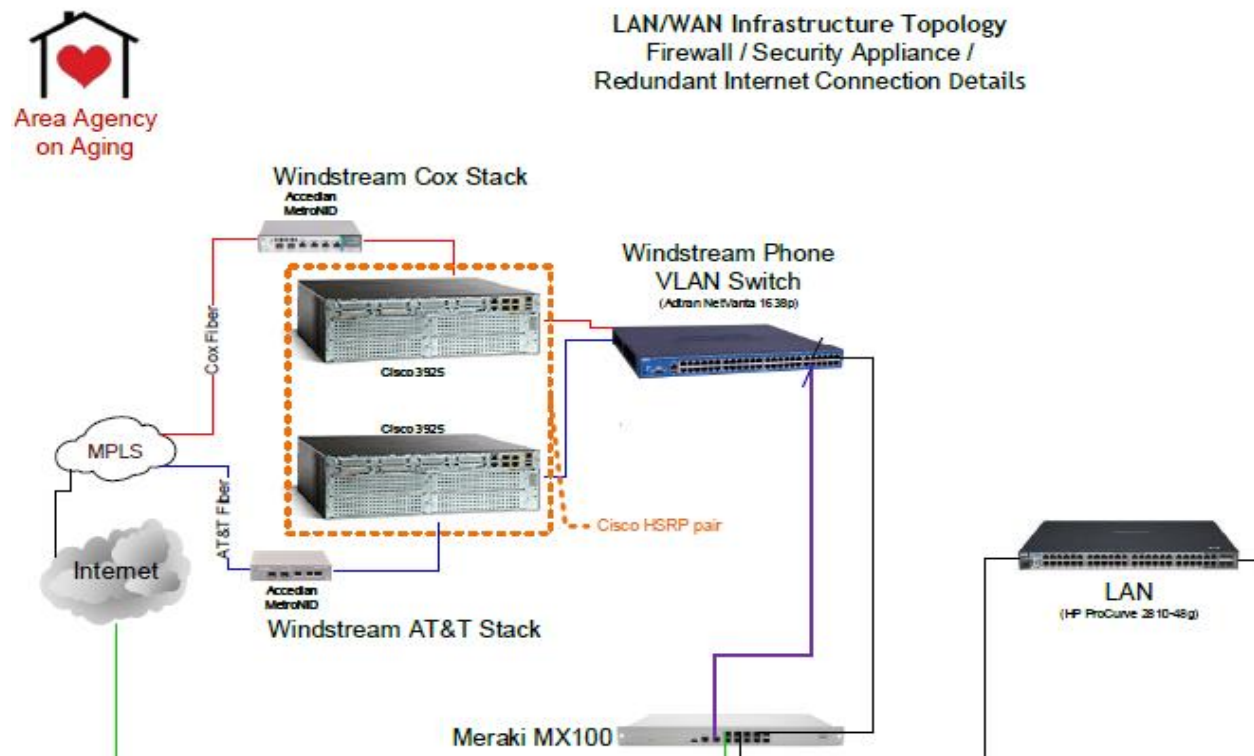 LAN/WAN Infrastructure Topology
Firewall / Security Appliance /
Redundant Internet Connection Details
Area Agency
on Aging
Windstream Cox Stack
Accedian
MetroNID
Windstream Phone
VLAN Switch
(Adtran NetVanta 1638p)
Cox Fiber
Cisco 3925
Cisco 3925
MPLS
AT&T Fiber
Cisco HSRP pair
Internet
Accedian
MetroNID
Windstream AT&T Stack
LAN
(HP ProCurve 2810-48g)
Meraki MX100